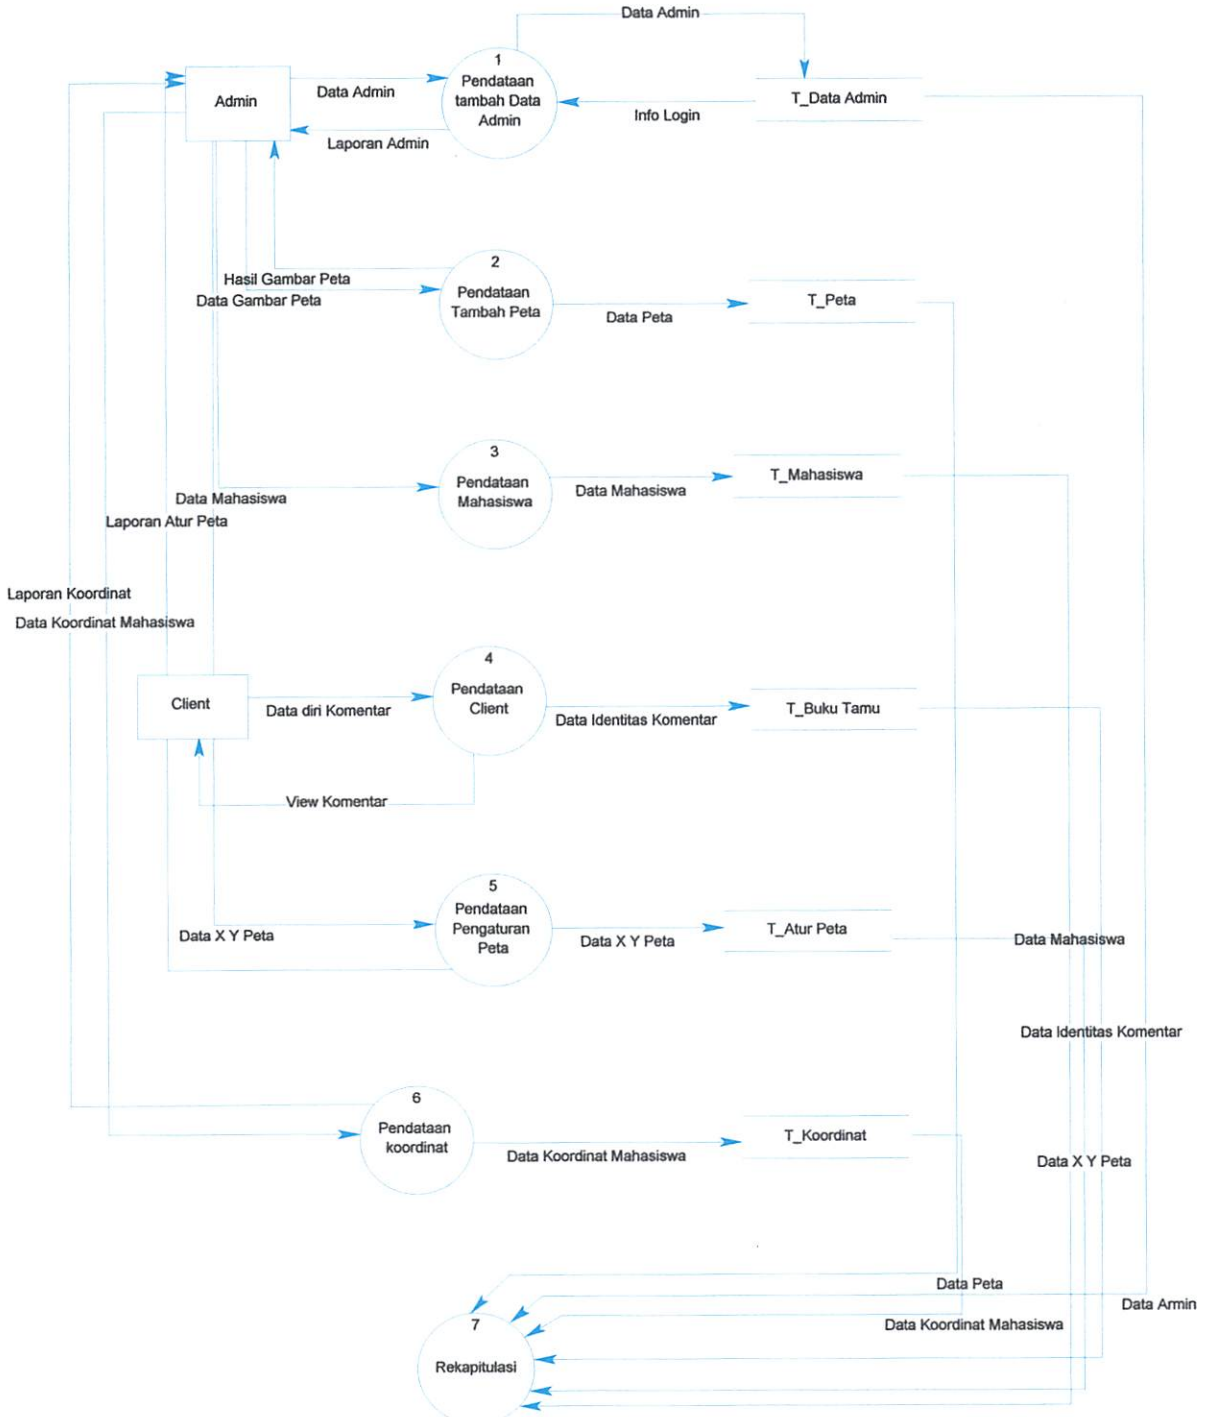 Data Admin
1
Pendataan
tambah Data
Admin
Admin
Data Admin
T_Data Admin
Info Login
Laporan Admin
2
Hasil Gambar Peta
Data Gambar Peta
Pendataan
Tambah Peta
T_Peta
Data Peta
3
Pendataan
Mahasiswa
T_Mahasiswa
Data Mahasiswa
Data Mahasiswa
Laporan Atur Peta
Laporan Koordinat
Data Koordinat Mahasiswa
4
Pendataan
Client
Client
Data diri Komentar
T_Buku Tamu
Data Identitas Komentar
View Komentar
5
Pendataan
Pengaturan
Peta
Data X Y Peta
Data X Y Peta
T_Atur Peta
Data Mahasiswa
Data Identitas Komentar
6
Pendataan
koordinat
T_Koordinat
Data Koordinat Mahasiswa
Data X Y Peta
Data Peta
Data Armin
Data Koordinat Mahasiswa
7
Rekapitulasi